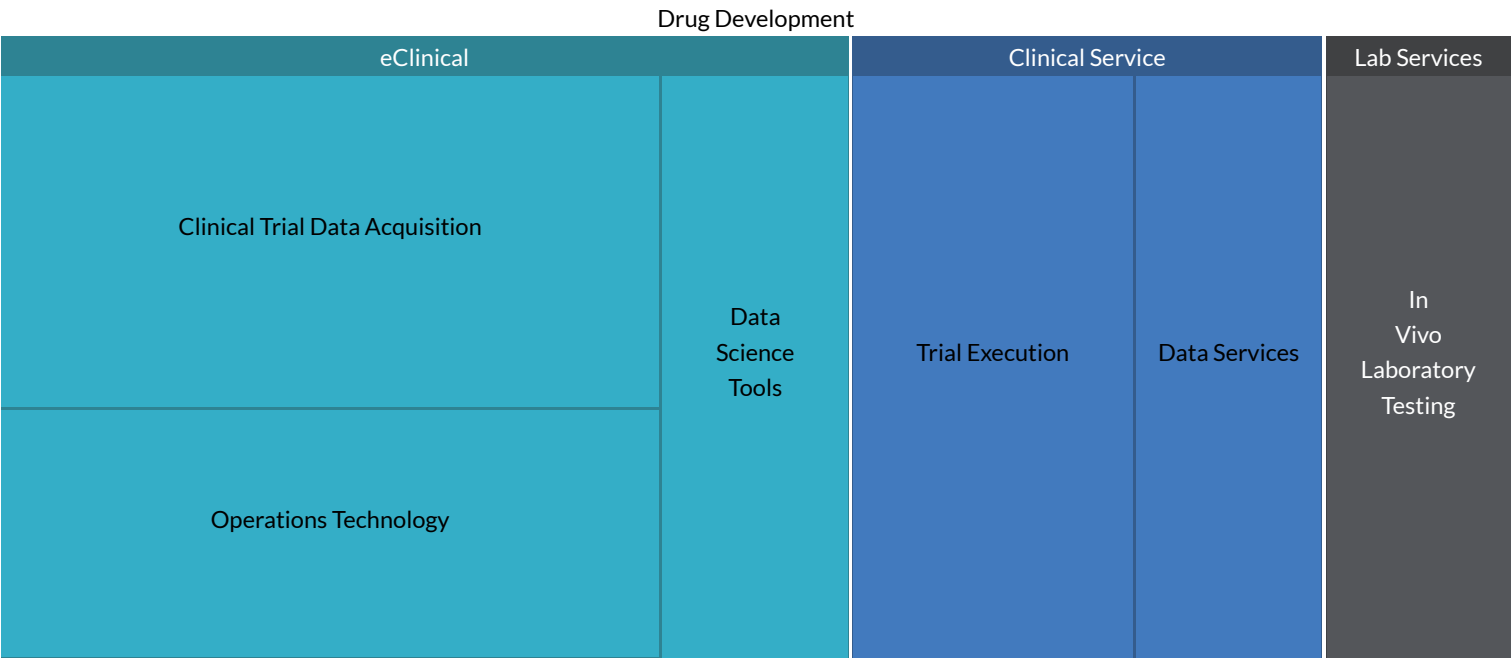 Drug Development
eClinical
Clinical Service
Lab Services
Clinical Trial Data Acquisition
Operations Technology
Data
Science
Tools
Trial Execution
Data Services
In
Vivo
Laboratory
Testing